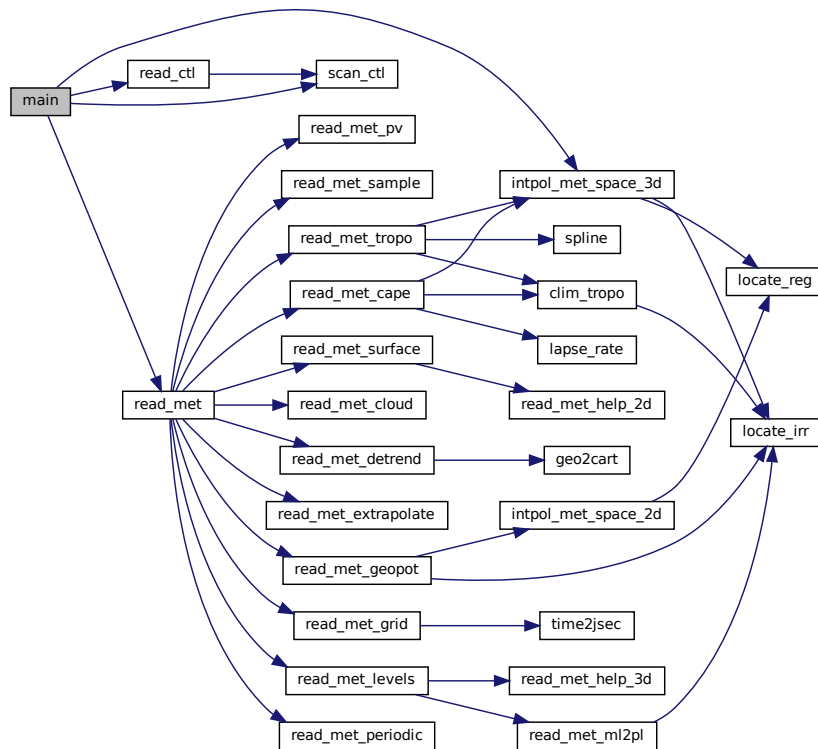 main
read_ctl
scan_ctl
read_met_pv
read_met_sample
intpol_met_space_3d
read_met_tropo
spline
locate_reg
read_met_cape
clim_tropo
read_met_surface
lapse_rate
read_met
read_met_cloud
read_met_help_2d
locate_irr
read_met_detrend
geo2cart
read_met_extrapolate
intpol_met_space_2d
read_met_geopot
read_met_grid
time2jsec
read_met_levels
read_met_help_3d
read_met_periodic
read_met_ml2pl